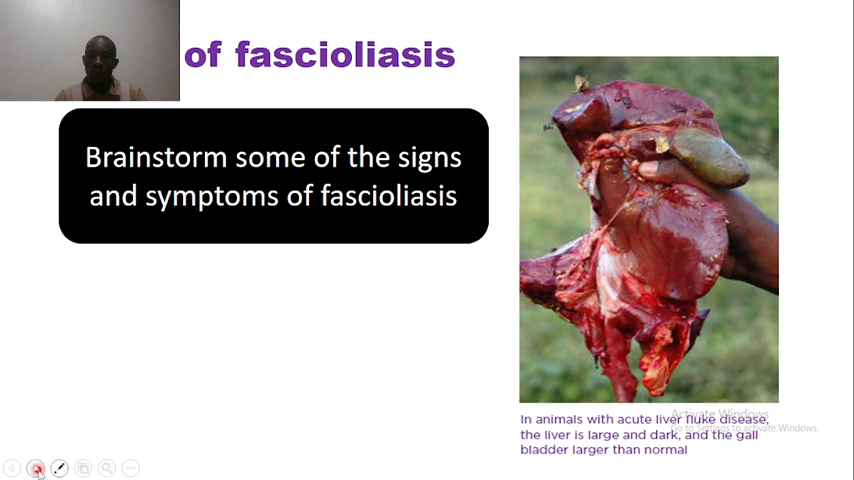 of fascioliasis
Brainstorm some of the signs
and symptoms of fascioliasis
In animals with acute liver fluke disease,
the liver is large and dark, and the gall
bladder larger than normal
Activate Windows
Go to Settings to activate Windows.